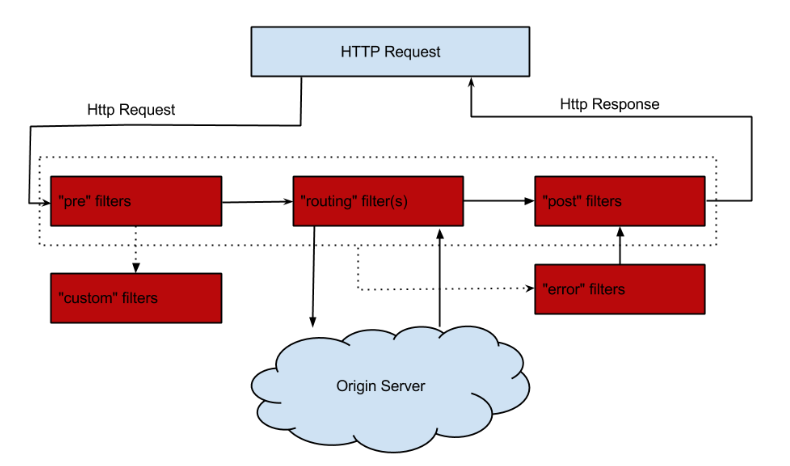 HTTP Request
Http Request
Http Response
"pre" filters
"routing" filter(s)
"post" filters
"custom" filters
"error" filters
Origin Server